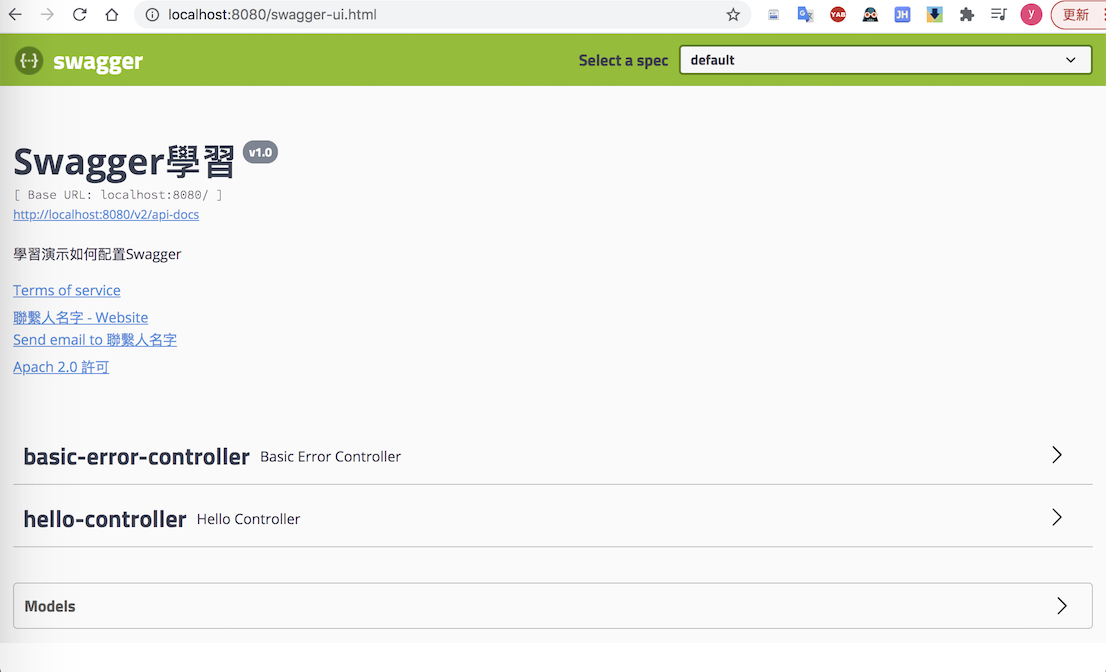 localhost:8080/swagger-ui.html
YAB
JH
y
更新
{··} swagger
Select a spec
default
Swagger學習 v1.0
[ Base URL: localhost:8080/ ]
http://localhost:8080/v2/api-docs
學習演示如何配置Swagger
Terms of service
聯繫人名字 - Website
Send email to 聯繫人名字
Apach 2.0 許可
basic-error-controller Basic Error Controller
hello-controller Hello Controller
Models